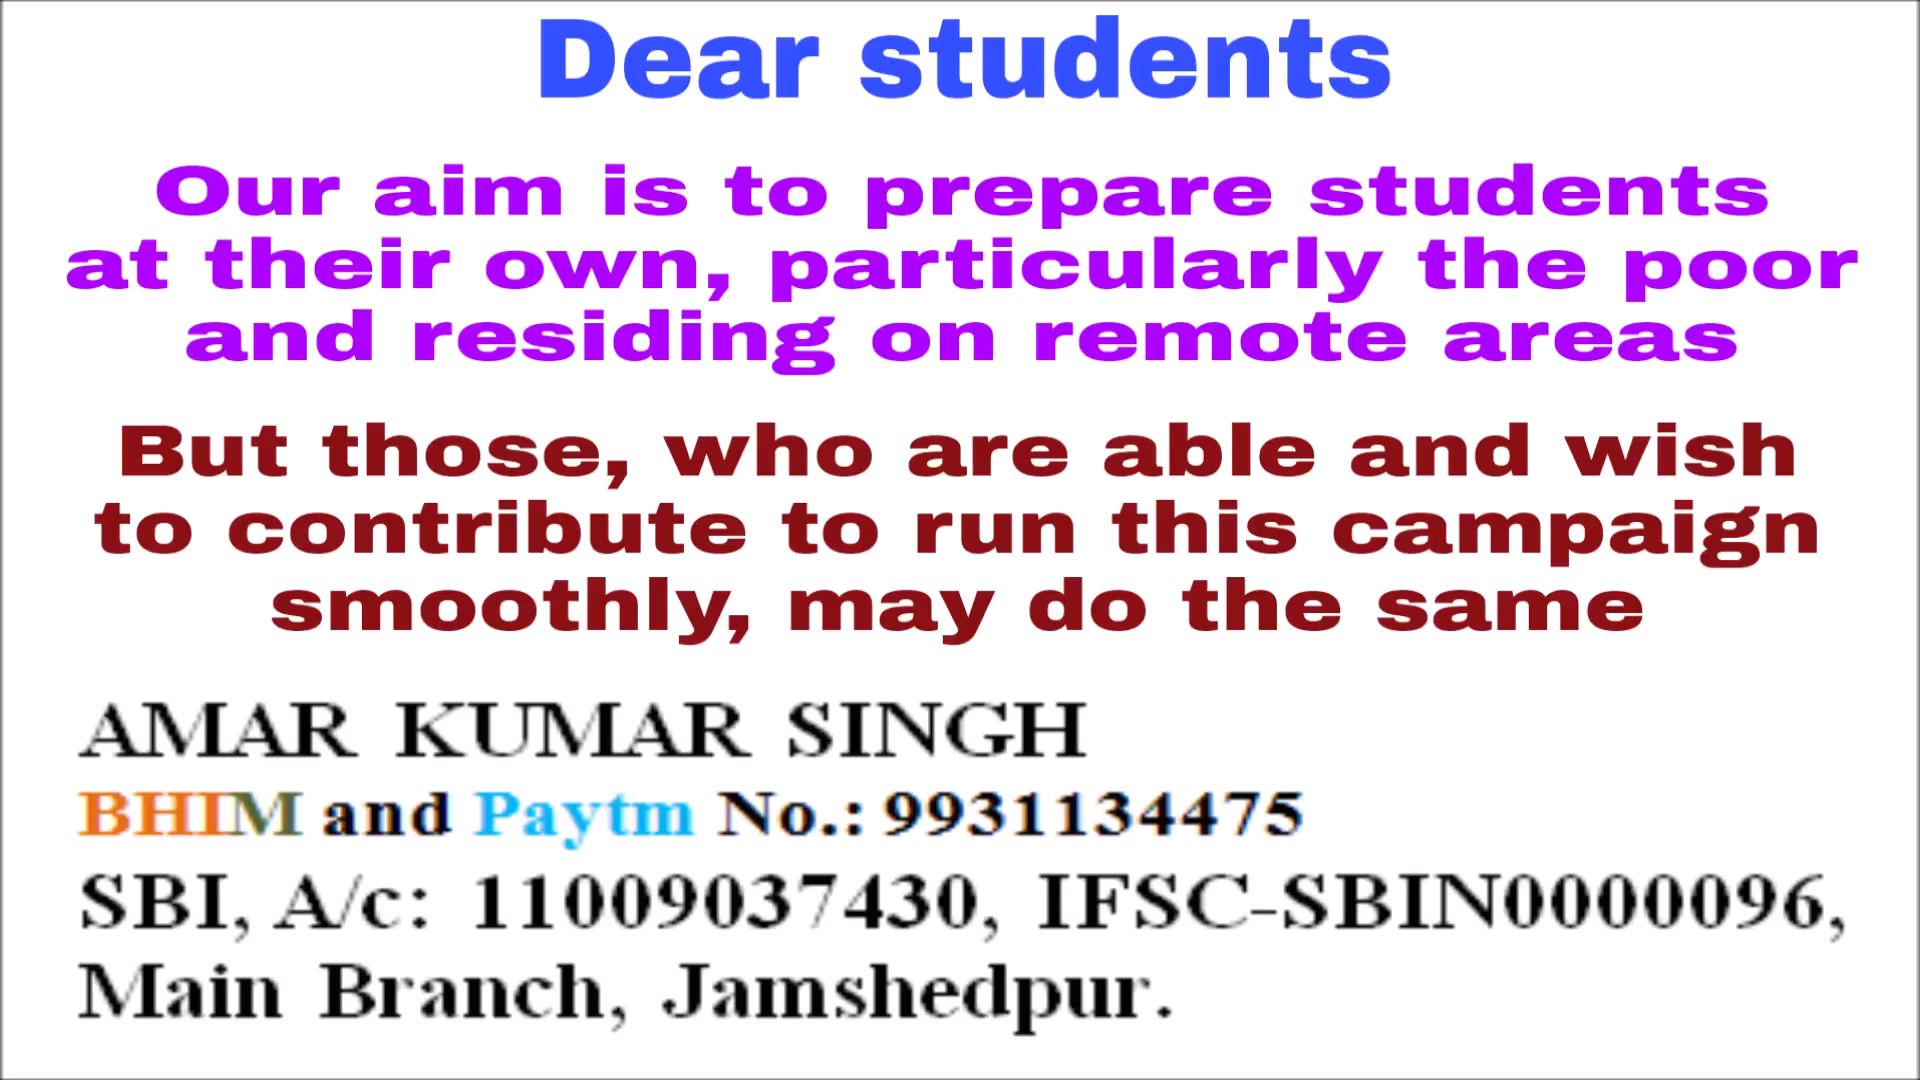 Dear students
Our aim is to prepare students
at their own, particularly the poor
and residing on remote areas
But those, who are able and wish
to contribute to run this campaign
smoothly, may do the same
AMAR KUMAR SINGH
BHIM and Paytm No.: 9931134475
SBI, A/c: 11009037430, IFSC-SBIN0000096,
Main Branch, Jamshedpur.